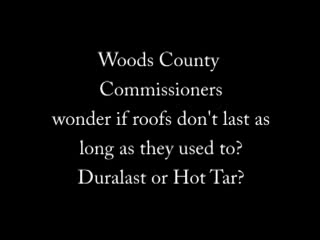 Woods County
Commissioners
wonder if roofs don't last as
long as they used to?
Duralast or Hot Tar?